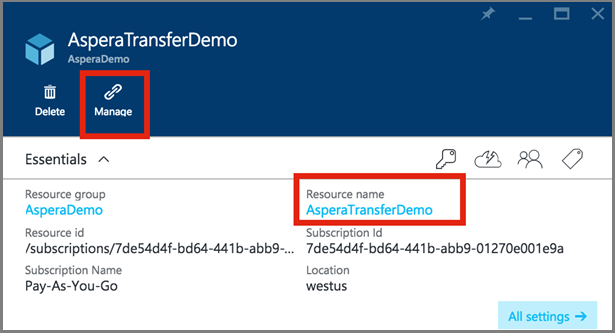 AsperaTransferDemo
AsperaDemo
Delete
Manage
Essentials
Resource group
Resource name
AsperaDemo
AsperaTransferDemo
Resource id
Subscription Id
/subscriptions/7de54d4f-bd64-441b-abb9-...
7de54d4f-bd64-441b-abb9-01270e001e9a
Subscription Name
Location
Pay-As-You-Go
westus
All settings →